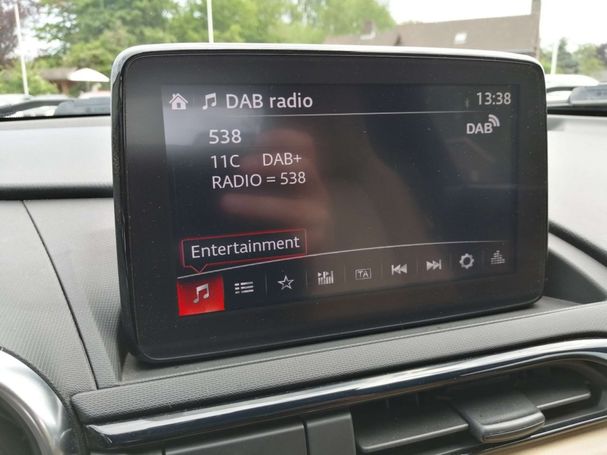 DAB radio 13:38
538 DAB
11C DAB+
RADIO = 538
Entertainment
TA